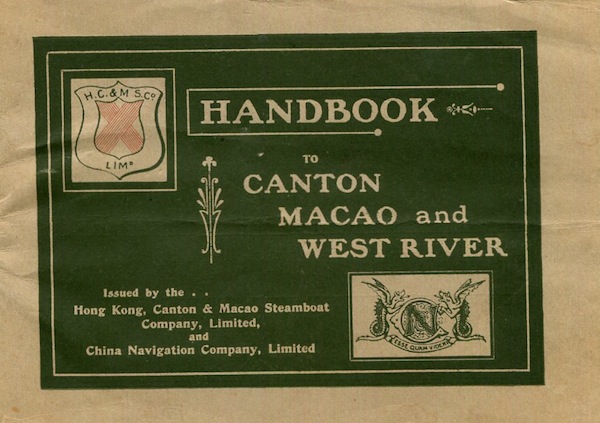 H.C. & M S.Co
LIMD
HANDBOOK
TO
CANTON
MACAO and
WEST RIVER
Issued by the . .
Hong Kong, Canton & Macao Steamboat
Company, Limited,
and
China Navigation Company, Limited
CN
ESSE QUAM VIDERI